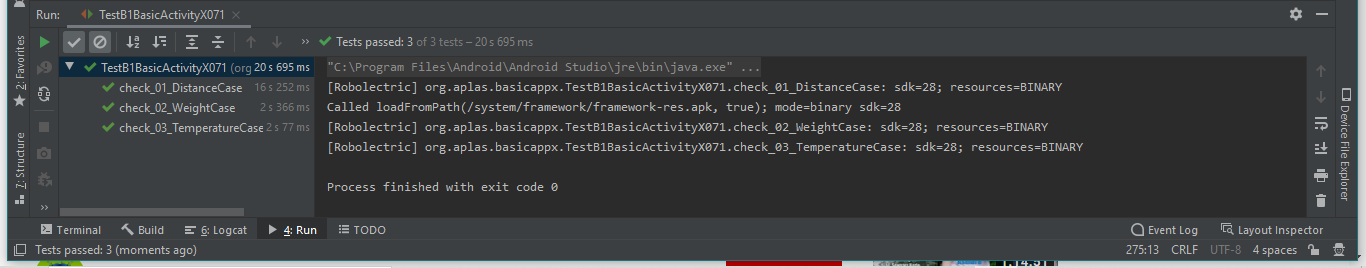 Run: TestB1BasicActivityX071
2: Favorites
7: Structure
Device File Explorer
Tests passed: 3 of 3 tests – 20 s 695 ms
TestB1BasicActivityX071 (org 20 s 695 ms
check_01_DistanceCase 16 s 252 ms
check_02_WeightCase 2 s 366 ms
check_03_TemperatureCase 2 s 77 ms
"C:\Program Files\Android\Android Studio\jre\bin\java.exe" ...
[Robolectric] org.aplas.basicappx.TestB1BasicActivityX071.check_01_DistanceCase: sdk=28; resources=BINARY
Called loadFromPath(/system/framework/framework-res.apk, true); mode=binary sdk=28
[Robolectric] org.aplas.basicappx.TestB1BasicActivityX071.check_02_WeightCase: sdk=28; resources=BINARY
[Robolectric] org.aplas.basicappx.TestB1BasicActivityX071.check_03_TemperatureCase: sdk=28; resources=BINARY
Process finished with exit code 0
Terminal Build 6: Logcat 4: Run TODO Event Log Layout Inspector
Tests passed: 3 (moments ago) 275:13 CRLF UTF-8 4 spaces